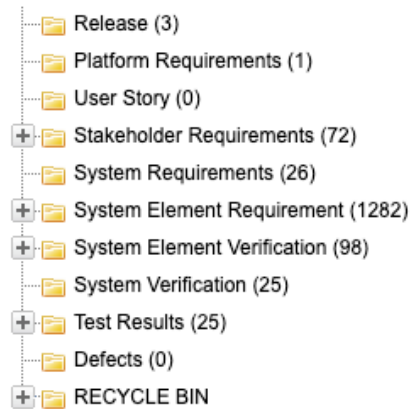 Release (3)
Platform Requirements (1)
User Story (0)
Stakeholder Requirements (72)
System Requirements (26)
System Element Requirement (1282)
System Element Verification (98)
System Verification (25)
Test Results (25)
Defects (0)
RECYCLE BIN